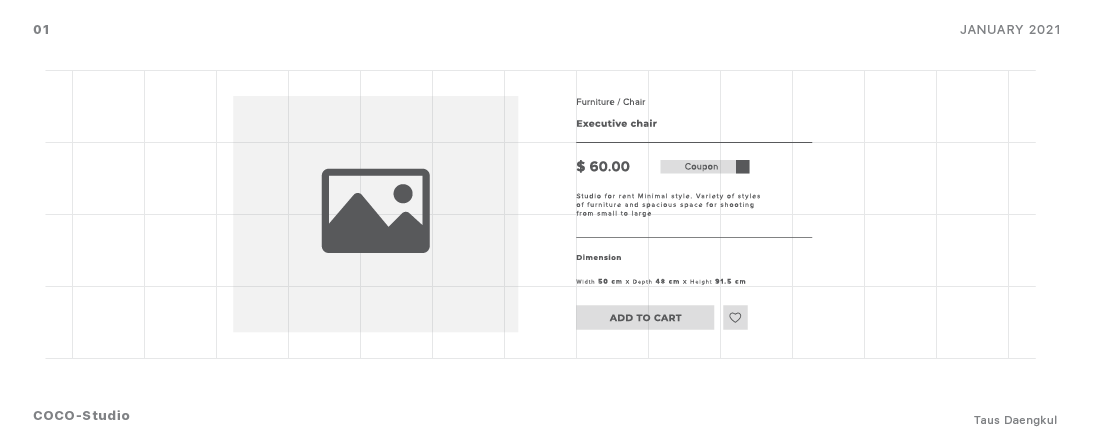 01
JANUARY 2021
Furniture / Chair
Executive chair
$ 60.00
Coupon
Studio for rent Minimal style. Variety of styles
of furniture and spacious space for shooting
from small to large
Dimension
Width 50 cm x Depth 48 cm x Height 91.5 cm
ADD TO CART
COCO-Studio
Taus Daengkul